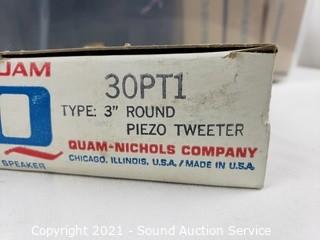 QUAM
30PT1
TYPE: 3" ROUND
PIEZO TWEETER
QUAM-NICHOLS COMPANY
SPEAKER
CHICAGO, ILLINOIS, U.S.A. / MADE IN U.S.A.
Copyright 2021 - Sound Auction Service